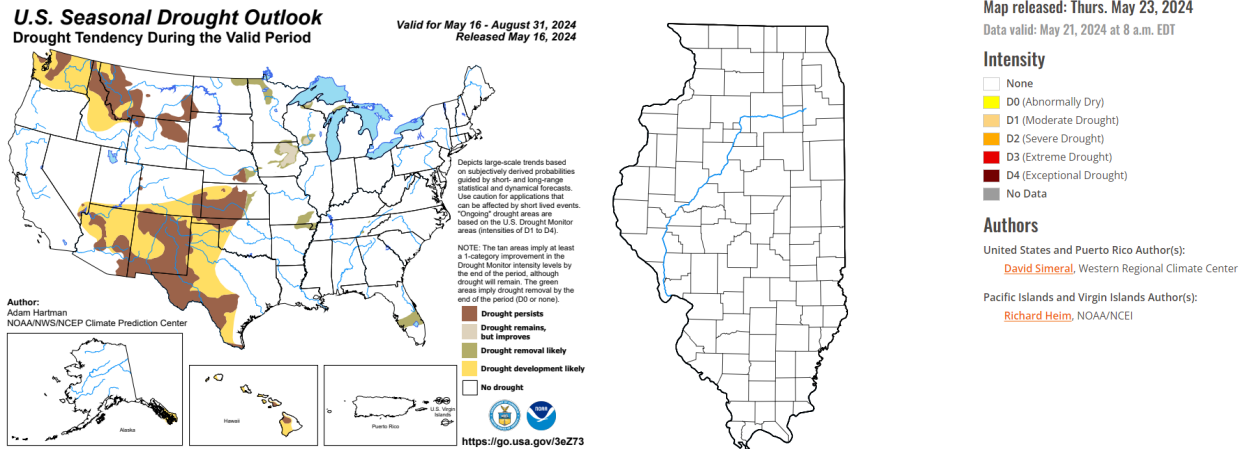 U.S. Seasonal Drought Outlook
Drought Tendency During the Valid Period
Valid for May 16 - August 31, 2024
Released May 16, 2024
Depicts large-scale trends based
on subjectively derived probabilities
guided by short- and long-range
statistical and dynamical forecasts.
Use caution for applications that
can be affected by short lived events.
"Ongoing" drought areas are
based on the U.S. Drought Monitor
areas (intensities of D1 to D4).
NOTE: The tan areas imply at least
a 1-category improvement in the
Drought Monitor intensity levels by
the end of the period, although
drought will remain. The green
areas imply drought removal by the
end of the period (D0 or none).
Author:
Adam Hartman
NOAA/NWS/NCEP Climate Prediction Center
Drought persists
Drought remains,
but improves
Drought removal likely
Drought development likely
No drought
Alaska
Hawaii
Puerto Rico
U.S. Virgin
Islands
NOAA
https://go.usa.gov/3eZ73
Map released: Thurs. May 23, 2024
Data valid: May 21, 2024 at 8 a.m. EDT
Intensity
None
D0 (Abnormally Dry)
D1 (Moderate Drought)
D2 (Severe Drought)
D3 (Extreme Drought)
D4 (Exceptional Drought)
No Data
Authors
United States and Puerto Rico Author(s):
David Simeral, Western Regional Climate Center
Pacific Islands and Virgin Islands Author(s):
Richard Heim, NOAA/NCEI